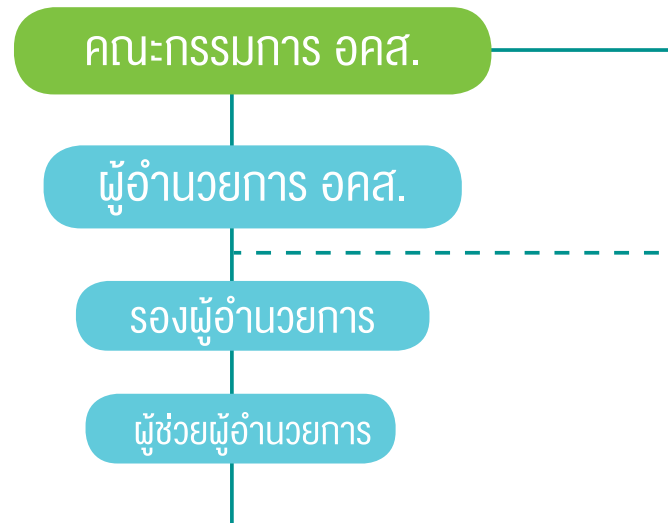 คณะกรรมการ อคส.
ผู้อำนวยการ อคส.
รองผู้อำนวยการ
ผู้ช่วยผู้อำนวยการ